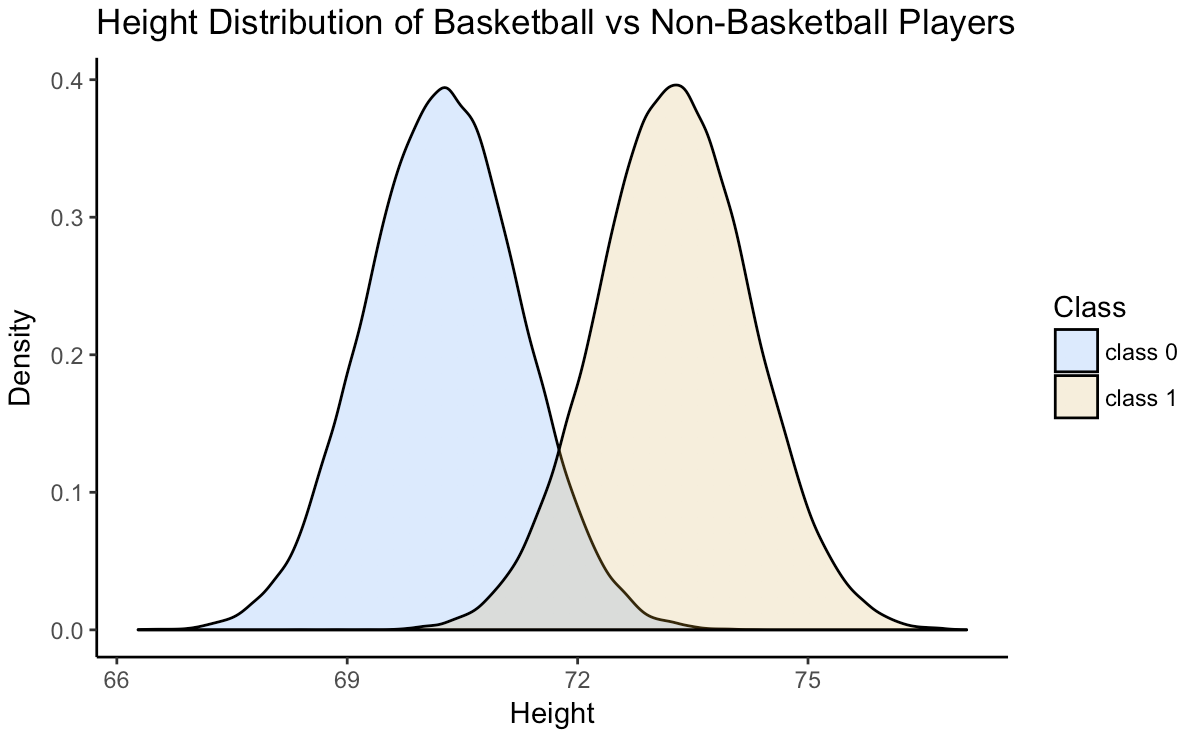 Height Distribution of Basketball vs Non-Basketball Players
0.4
0.3
0.2
0.1
0.0
Density
66 69 72 75
Height
Class
class 0
class 1